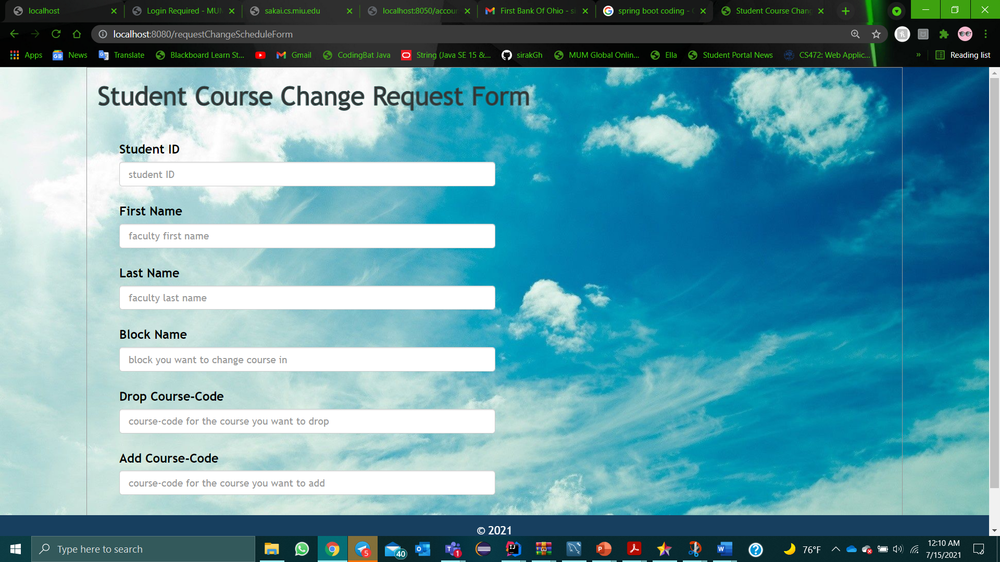 localhost
Login Required - MUM
sakai.cs.miu.edu
localhost:8050/accoun
First Bank Of Ohio - si
spring boot coding - G
Student Course Chang
localhost:8080/requestChangeScheduleForm
Apps
News
Translate
Blackboard Learn St...
Gmail
CodingBat Java
String (Java SE 15 &...
sirakGh
MUM Global Onlin...
Ella
Student Portal News
CS472: Web Applic...
»
Reading list
Student Course Change Request Form
Student ID
student ID
First Name
faculty first name
Last Name
faculty last name
Block Name
block you want to change course in
Drop Course-Code
course-code for the course you want to drop
Add Course-Code
course-code for the course you want to add
© 2021
Type here to search
5
40
1
76°F
12:10 AM
7/15/2021